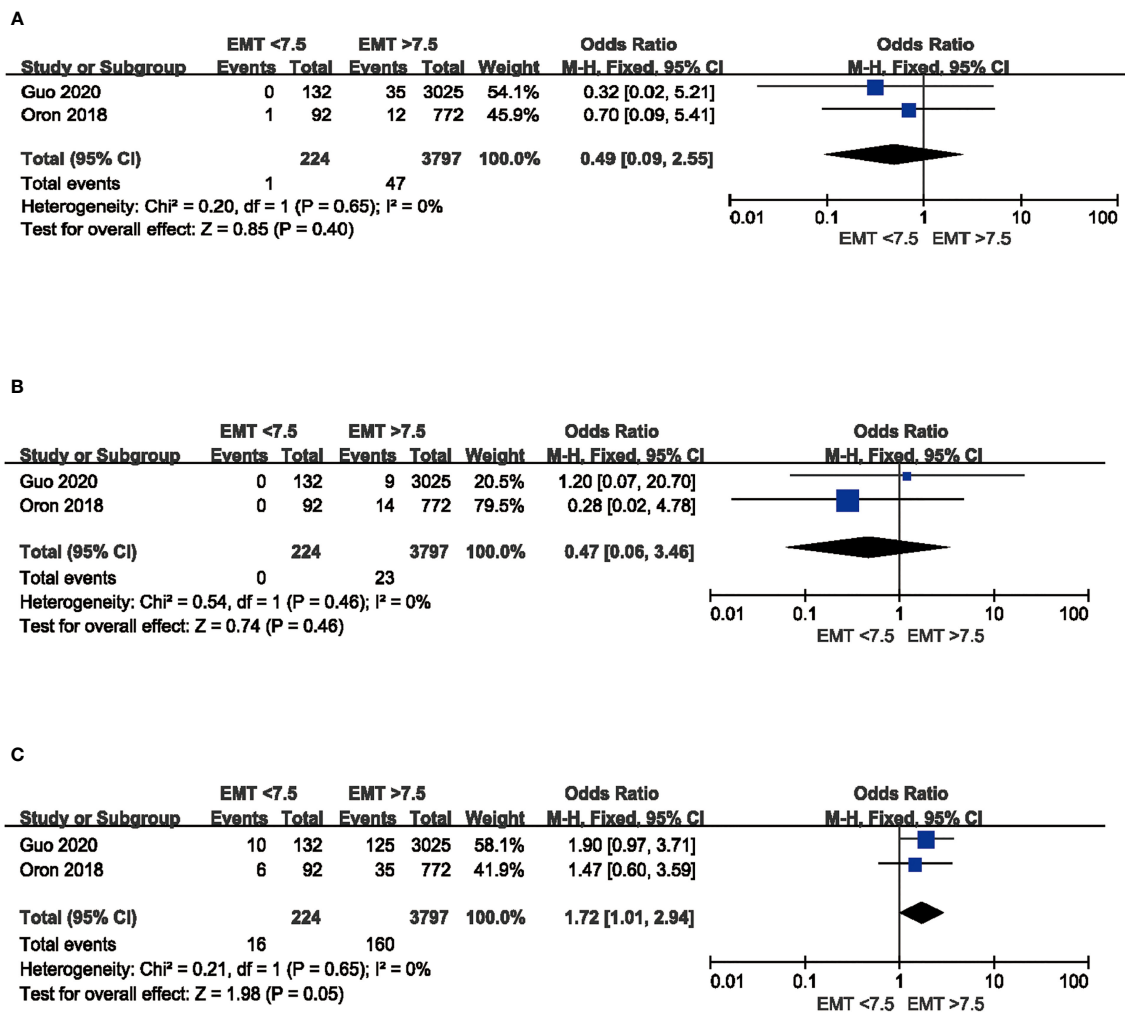 A
EMT <7.5 EMT >7.5 Odds Ratio Odds Ratio
Study or Subgroup Events Total Events Total Weight M-H, Fixed, 95% CI M-H, Fixed, 95% CI
Guo 2020 0 132 35 3025 54.1% 0.32 [0.02, 5.21]
Oron 2018 1 92 12 772 45.9% 0.70 [0.09, 5.41]
Total (95% CI) 224 3797 100.0% 0.49 [0.09, 2.55]
Total events 1 47
Heterogeneity: Chi² = 0.20, df = 1 (P = 0.65); I² = 0%
Test for overall effect: Z = 0.85 (P = 0.40)
0.01 0.1 1 10 100
EMT <7.5 EMT >7.5
B
EMT <7.5 EMT >7.5 Odds Ratio Odds Ratio
Study or Subgroup Events Total Events Total Weight M-H, Fixed, 95% CI M-H, Fixed, 95% CI
Guo 2020 0 132 9 3025 20.5% 1.20 [0.07, 20.70]
Oron 2018 0 92 14 772 79.5% 0.28 [0.02, 4.78]
Total (95% CI) 224 3797 100.0% 0.47 [0.06, 3.46]
Total events 0 23
Heterogeneity: Chi² = 0.54, df = 1 (P = 0.46); I² = 0%
Test for overall effect: Z = 0.74 (P = 0.46)
0.01 0.1 1 10 100
EMT <7.5 EMT >7.5
C
EMT <7.5 EMT >7.5 Odds Ratio Odds Ratio
Study or Subgroup Events Total Events Total Weight M-H, Fixed, 95% CI M-H, Fixed, 95% CI
Guo 2020 10 132 125 3025 58.1% 1.90 [0.97, 3.71]
Oron 2018 6 92 35 772 41.9% 1.47 [0.60, 3.59]
Total (95% CI) 224 3797 100.0% 1.72 [1.01, 2.94]
Total events 16 160
Heterogeneity: Chi² = 0.21, df = 1 (P = 0.65); I² = 0%
Test for overall effect: Z = 1.98 (P = 0.05)
0.01 0.1 1 10 100
EMT <7.5 EMT >7.5